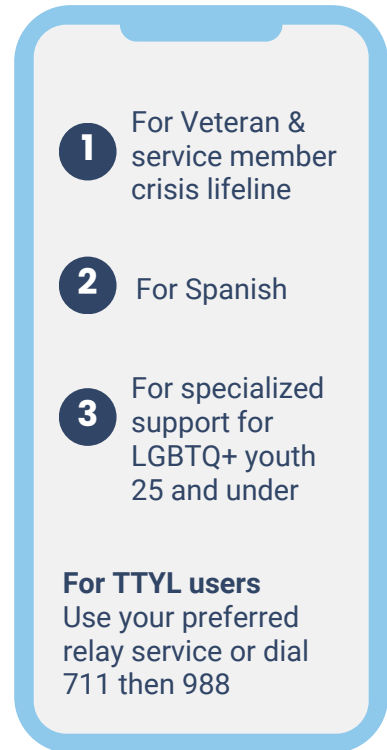 1
For Veteran &
service member
crisis lifeline
2
For Spanish
3
For specialized
support for
LGBTQ+ youth
25 and under
For TTYL users
Use your preferred
relay service or dial
711 then 988